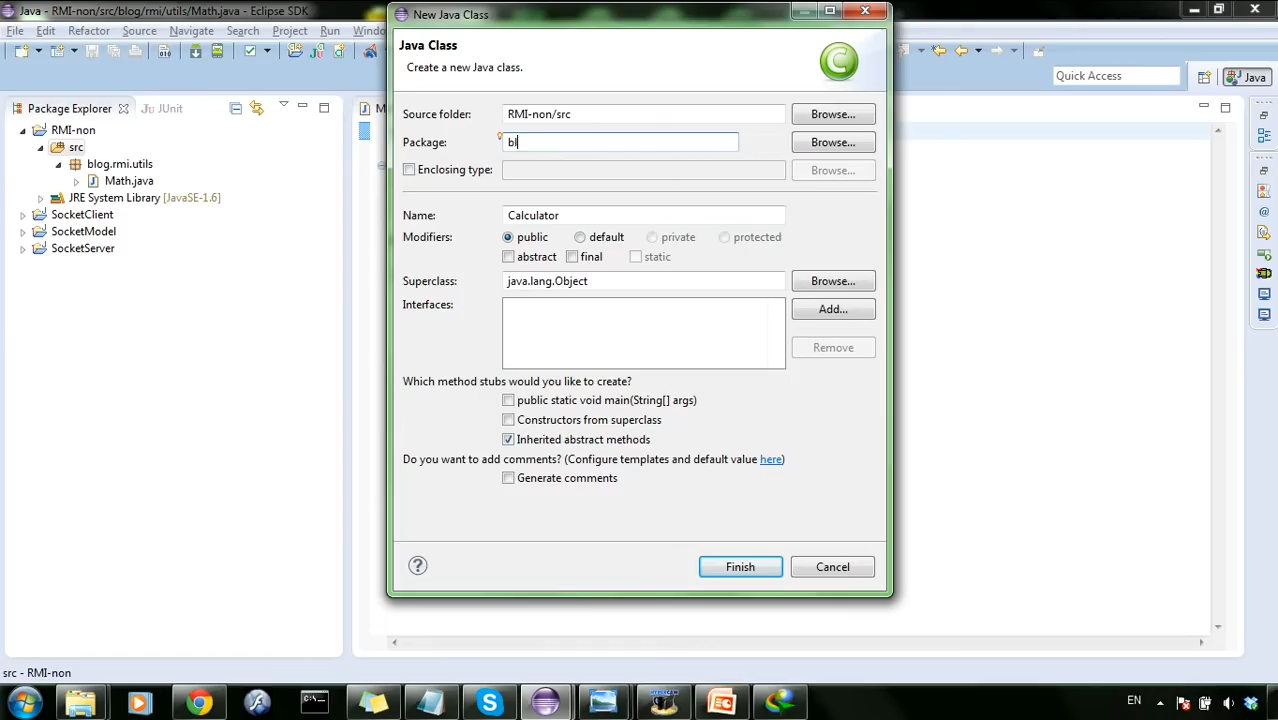 Java - RMI-non/src/blog/rmi/utils/Math.java - Eclipse SDK
New Java Class
File Edit Refactor Source Navigate Search Project Run Windo
Java Class
Create a new Java class.
Quick Access
Java
Package Explorer
JUnit
RMI-non
src
blog.rmi.utils
Math.java
JRE System Library [JavaSE-1.6]
SocketClient
SocketModel
SocketServer
M
Source folder: RMI-non/src Browse...
Package: bl Browse...
Enclosing type: Browse...
Name: Calculator
Modifiers: public default private protected
abstract final static
Superclass: java.lang.Object Browse...
Interfaces: Add...
Remove
Which method stubs would you like to create?
public static void main(String[] args)
Constructors from superclass
Inherited abstract methods
Do you want to add comments? (Configure templates and default value here)
Generate comments
Finish Cancel
src - RMI-non
EN